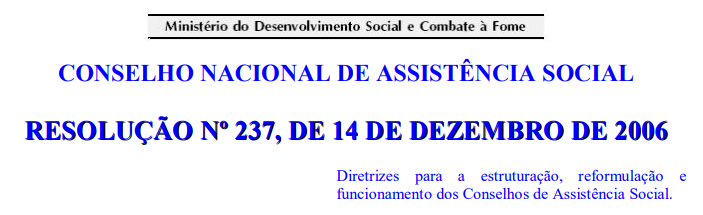 Ministério do Desenvolvimento Social e Combate à Fome
CONSELHO NACIONAL DE ASSISTÊNCIA SOCIAL
RESOLUÇÃO Nº 237, DE 14 DE DEZEMBRO DE 2006
Diretrizes para a estruturação, reformulação e
funcionamento dos Conselhos de Assistência Social.